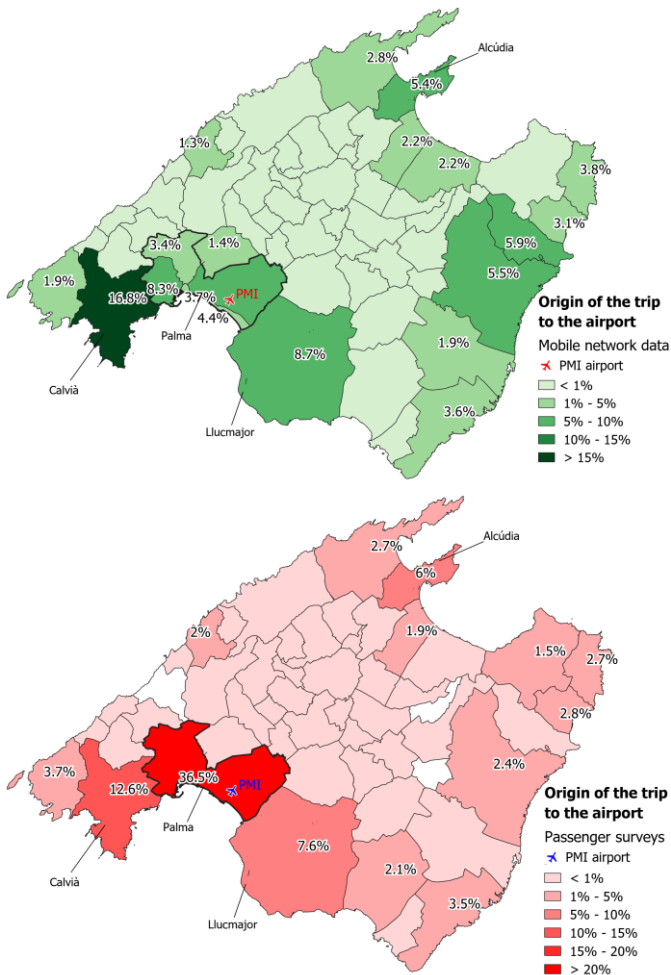 2.8%
Alcúdia
5.4%
1.3%
2.2%
2.2%
3.8%
3.1%
3.4%
1.4%
5.9%
1.9%
16.8%
8.3%
3.7%
PMI
5.5%
4.4%
Palma
8.7%
1.9%
Calvià
3.6%
Llucmajor
Origin of the trip
to the airport
Mobile network data
PMI airport
< 1%
1% - 5%
5% - 10%
10% - 15%
> 15%
2.7%
Alcúdia
6%
2%
1.9%
1.5%
2.7%
2.8%
3.7%
12.6%
36.5%
PMI
2.4%
Palma
7.6%
2.1%
Calvià
3.5%
Llucmajor
Origin of the trip
to the airport
Passenger surveys
PMI airport
< 1%
1% - 5%
5% - 10%
10% - 15%
15% - 20%
> 20%